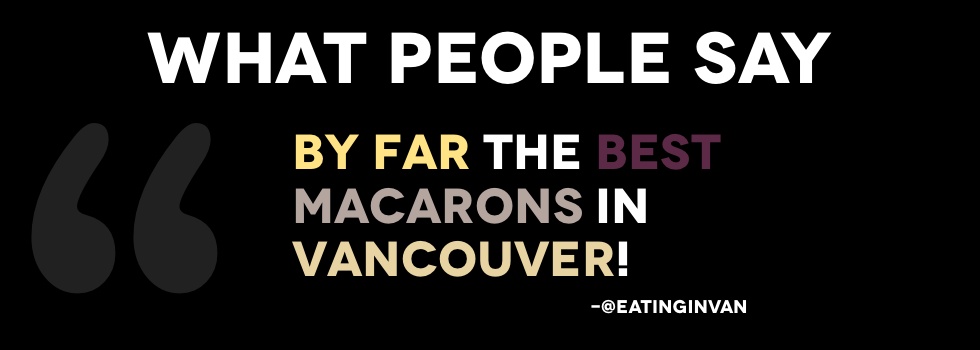 WHAT PEOPLE SAY
“
BY FAR THE BEST
MACARONS IN
VANCOUVER!
–@EATINGINVAN